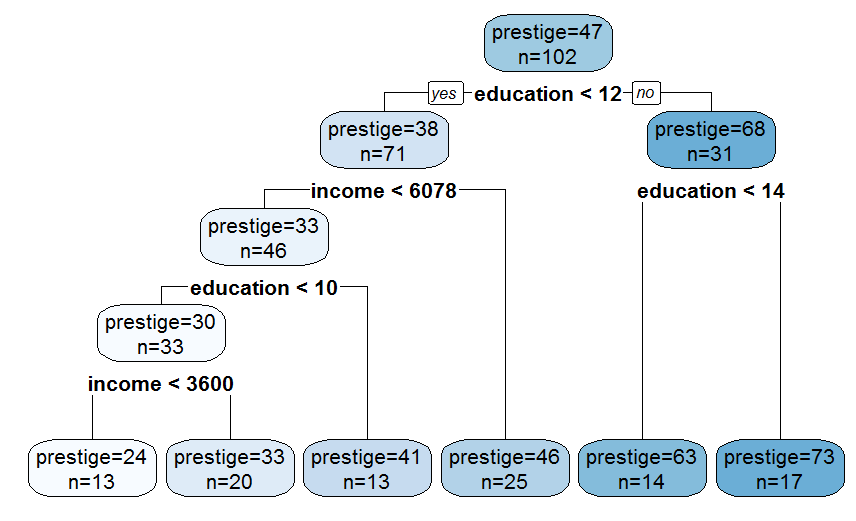 prestige=47
n=102
yes education < 12 no
prestige=38
n=71
prestige=68
n=31
income < 6078
education < 14
prestige=33
n=46
education < 10
prestige=30
n=33
income < 3600
prestige=24
n=13
prestige=33
n=20
prestige=41
n=13
prestige=46
n=25
prestige=63
n=14
prestige=73
n=17